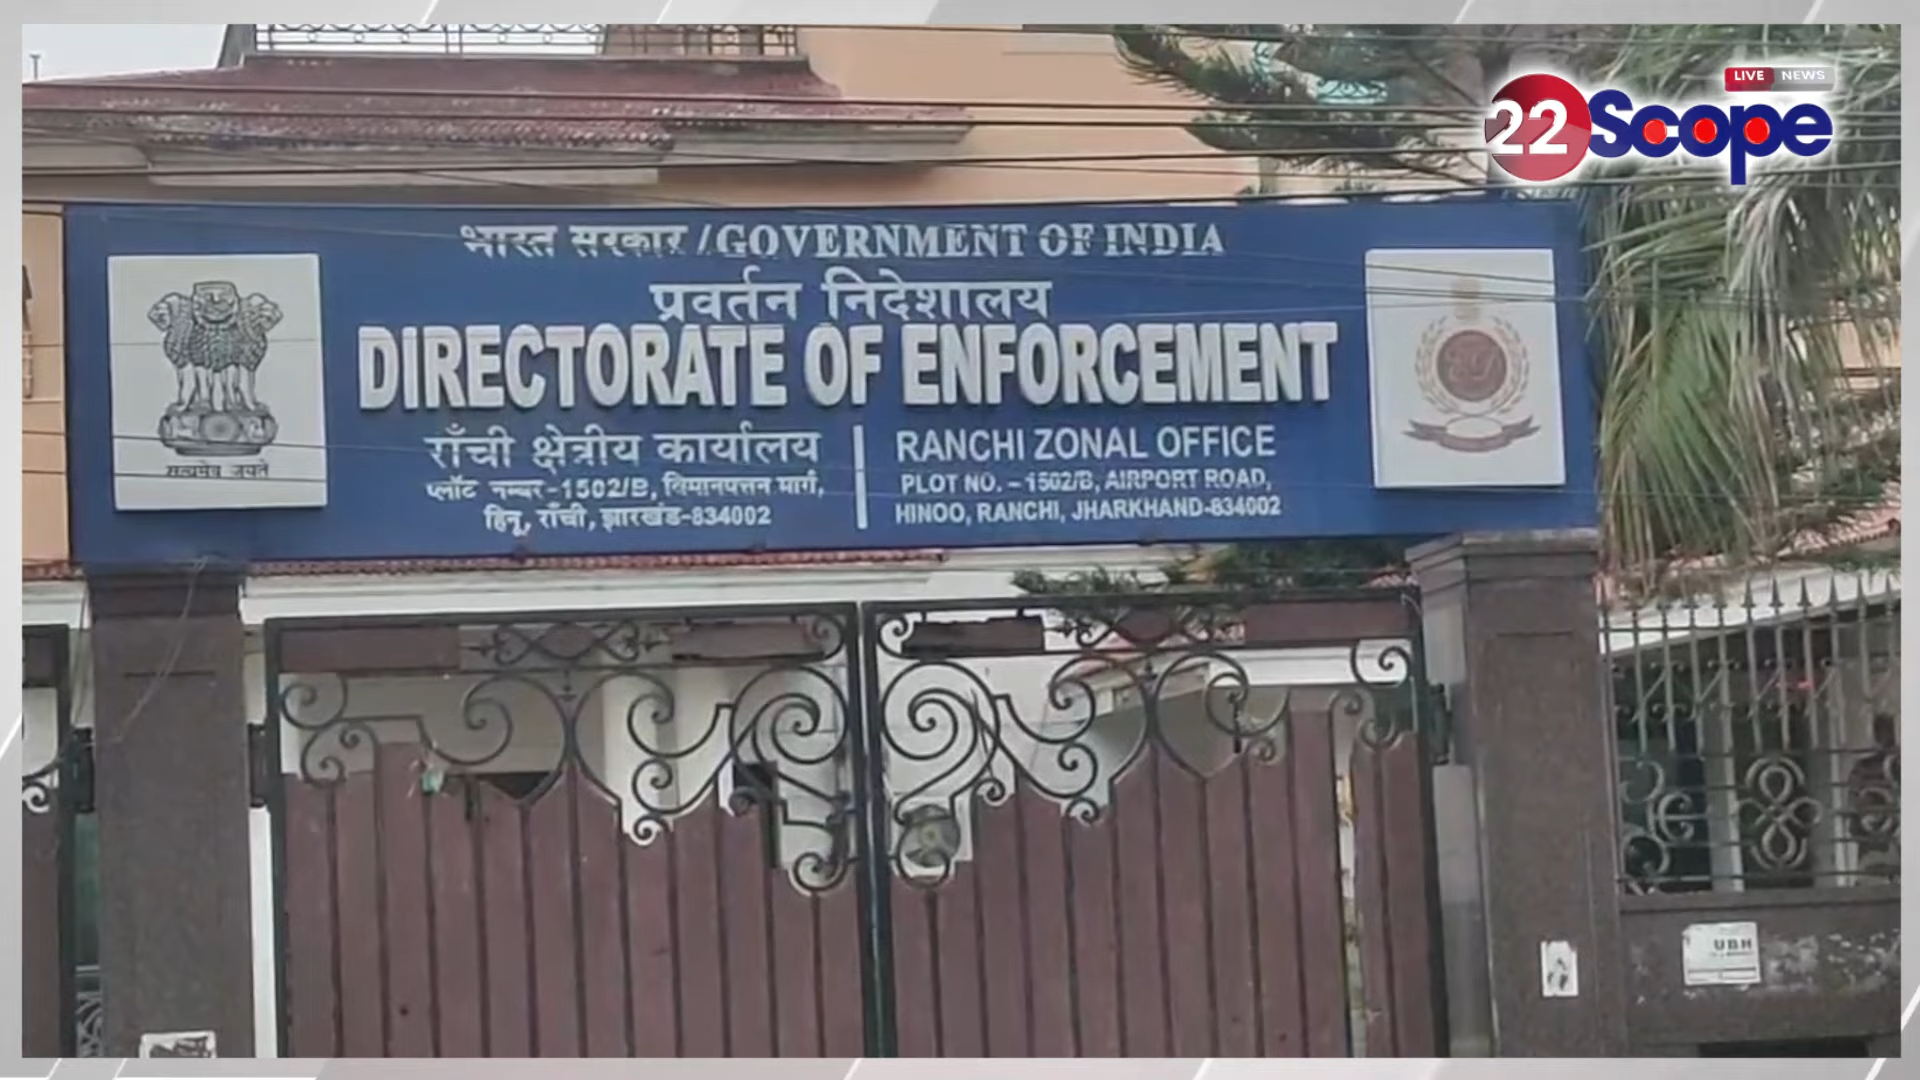 LIVE NEWS
22Scope
भारत सरकार / GOVERNMENT OF INDIA
प्रवर्तन निदेशालय
DIRECTORATE OF ENFORCEMENT
सत्यमेव जयते
राँची क्षेत्रीय कार्यालय
प्लॉट नम्बर-1502/B, विमानपत्तन मार्ग,
हिनू, राँची, झारखंड-834002
RANCHI ZONAL OFFICE
PLOT NO. – 1502/B, AIRPORT ROAD,
HINOO, RANCHI, JHARKHAND-834002
UBH